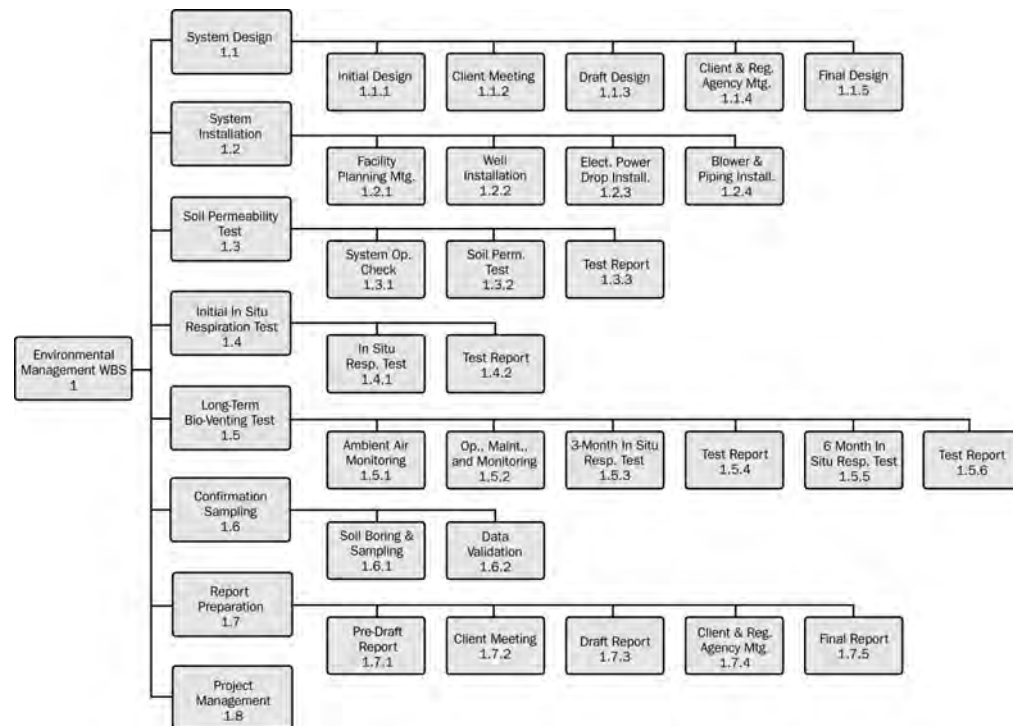 System Design
1.1
Initial Design
1.1.1
Client Meeting
1.1.2
Draft Design
1.1.3
Client & Reg.
Agency Mtg.
1.1.4
Final Design
1.1.5
System
Installation
1.2
Facility
Planning Mtg.
1.2.1
Well
Installation
1.2.2
Elect. Power
Drop Install.
1.2.3
Blower &
Piping Install.
1.2.4
Soil Permeability
Test
1.3
System Op.
Check
1.3.1
Soil Perm.
Test
1.3.2
Test Report
1.3.3
Initial In Situ
Respiration Test
1.4
In Situ
Resp. Test
1.4.1
Test Report
1.4.2
Environmental
Management WBS
1
Long-Term
Bio-Venting Test
1.5
Ambient Air
Monitoring
1.5.1
Op., Maint.,
and Monitoring
1.5.2
3-Month In Situ
Resp. Test
1.5.3
Test Report
1.5.4
6 Month In
Situ Resp. Test
1.5.5
Test Report
1.5.6
Confirmation
Sampling
1.6
Soil Boring &
Sampling
1.6.1
Data
Validation
1.6.2
Report
Preparation
1.7
Pre-Draft
Report
1.7.1
Client Meeting
1.7.2
Draft Report
1.7.3
Client & Reg.
Agency Mtg.
1.7.4
Final Report
1.7.5
Project
Management
1.8